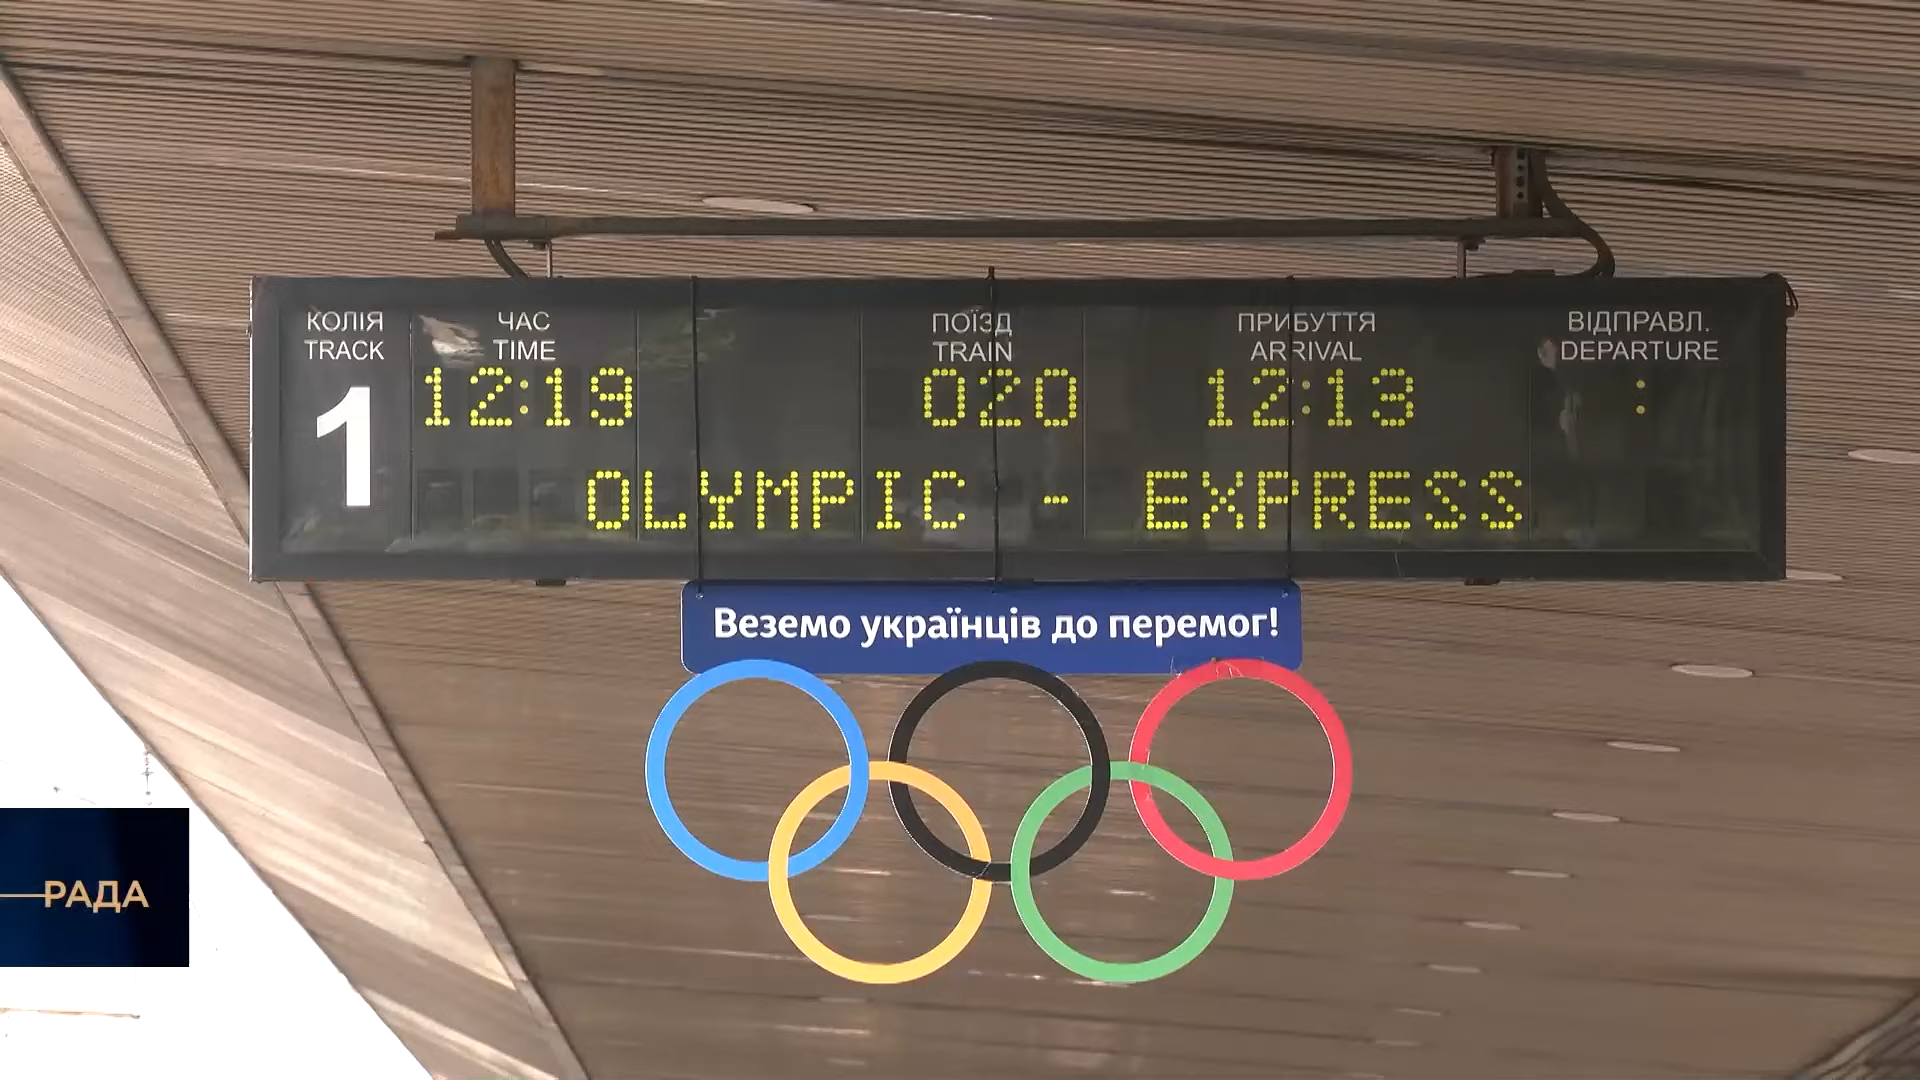 КОЛІЯ ЧАС ПОЇЗД ПРИБУТТЯ ВІДПРАВЛ.
TRACK TIME TRAIN ARRIVAL DEPARTURE
1 12:19 020 12:13 :
OLYMPIC - EXPRESS
Веземо українців до перемог!
РАДА